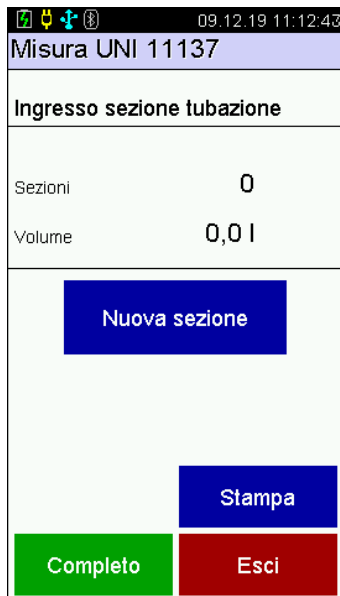 09.12.19 11:12:43
Misura UNI 11137
Ingresso sezione tubazione
Sezioni 0
Volume 0,0 l
Nuova sezione
Stampa
Completo Esci